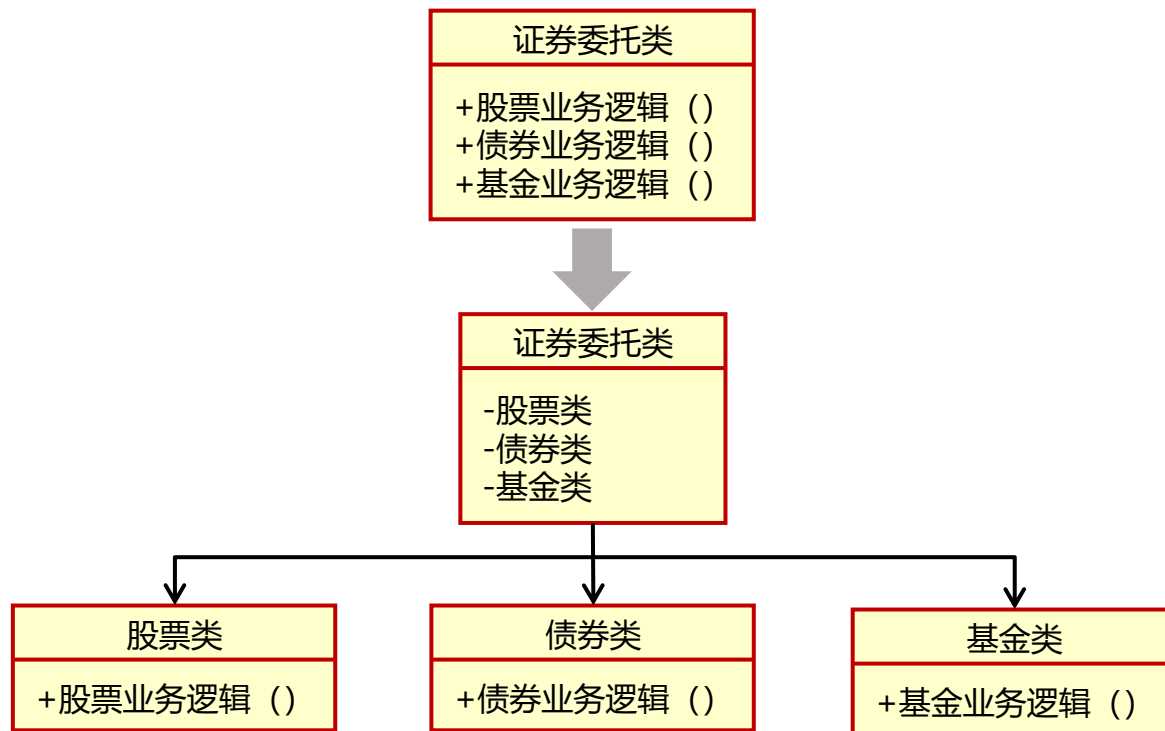 证券委托类
+股票业务逻辑（）
+债券业务逻辑（）
+基金业务逻辑（）
证券委托类
-股票类
-债券类
-基金类
股票类
+股票业务逻辑（）
债券类
+债券业务逻辑（）
基金类
+基金业务逻辑（）